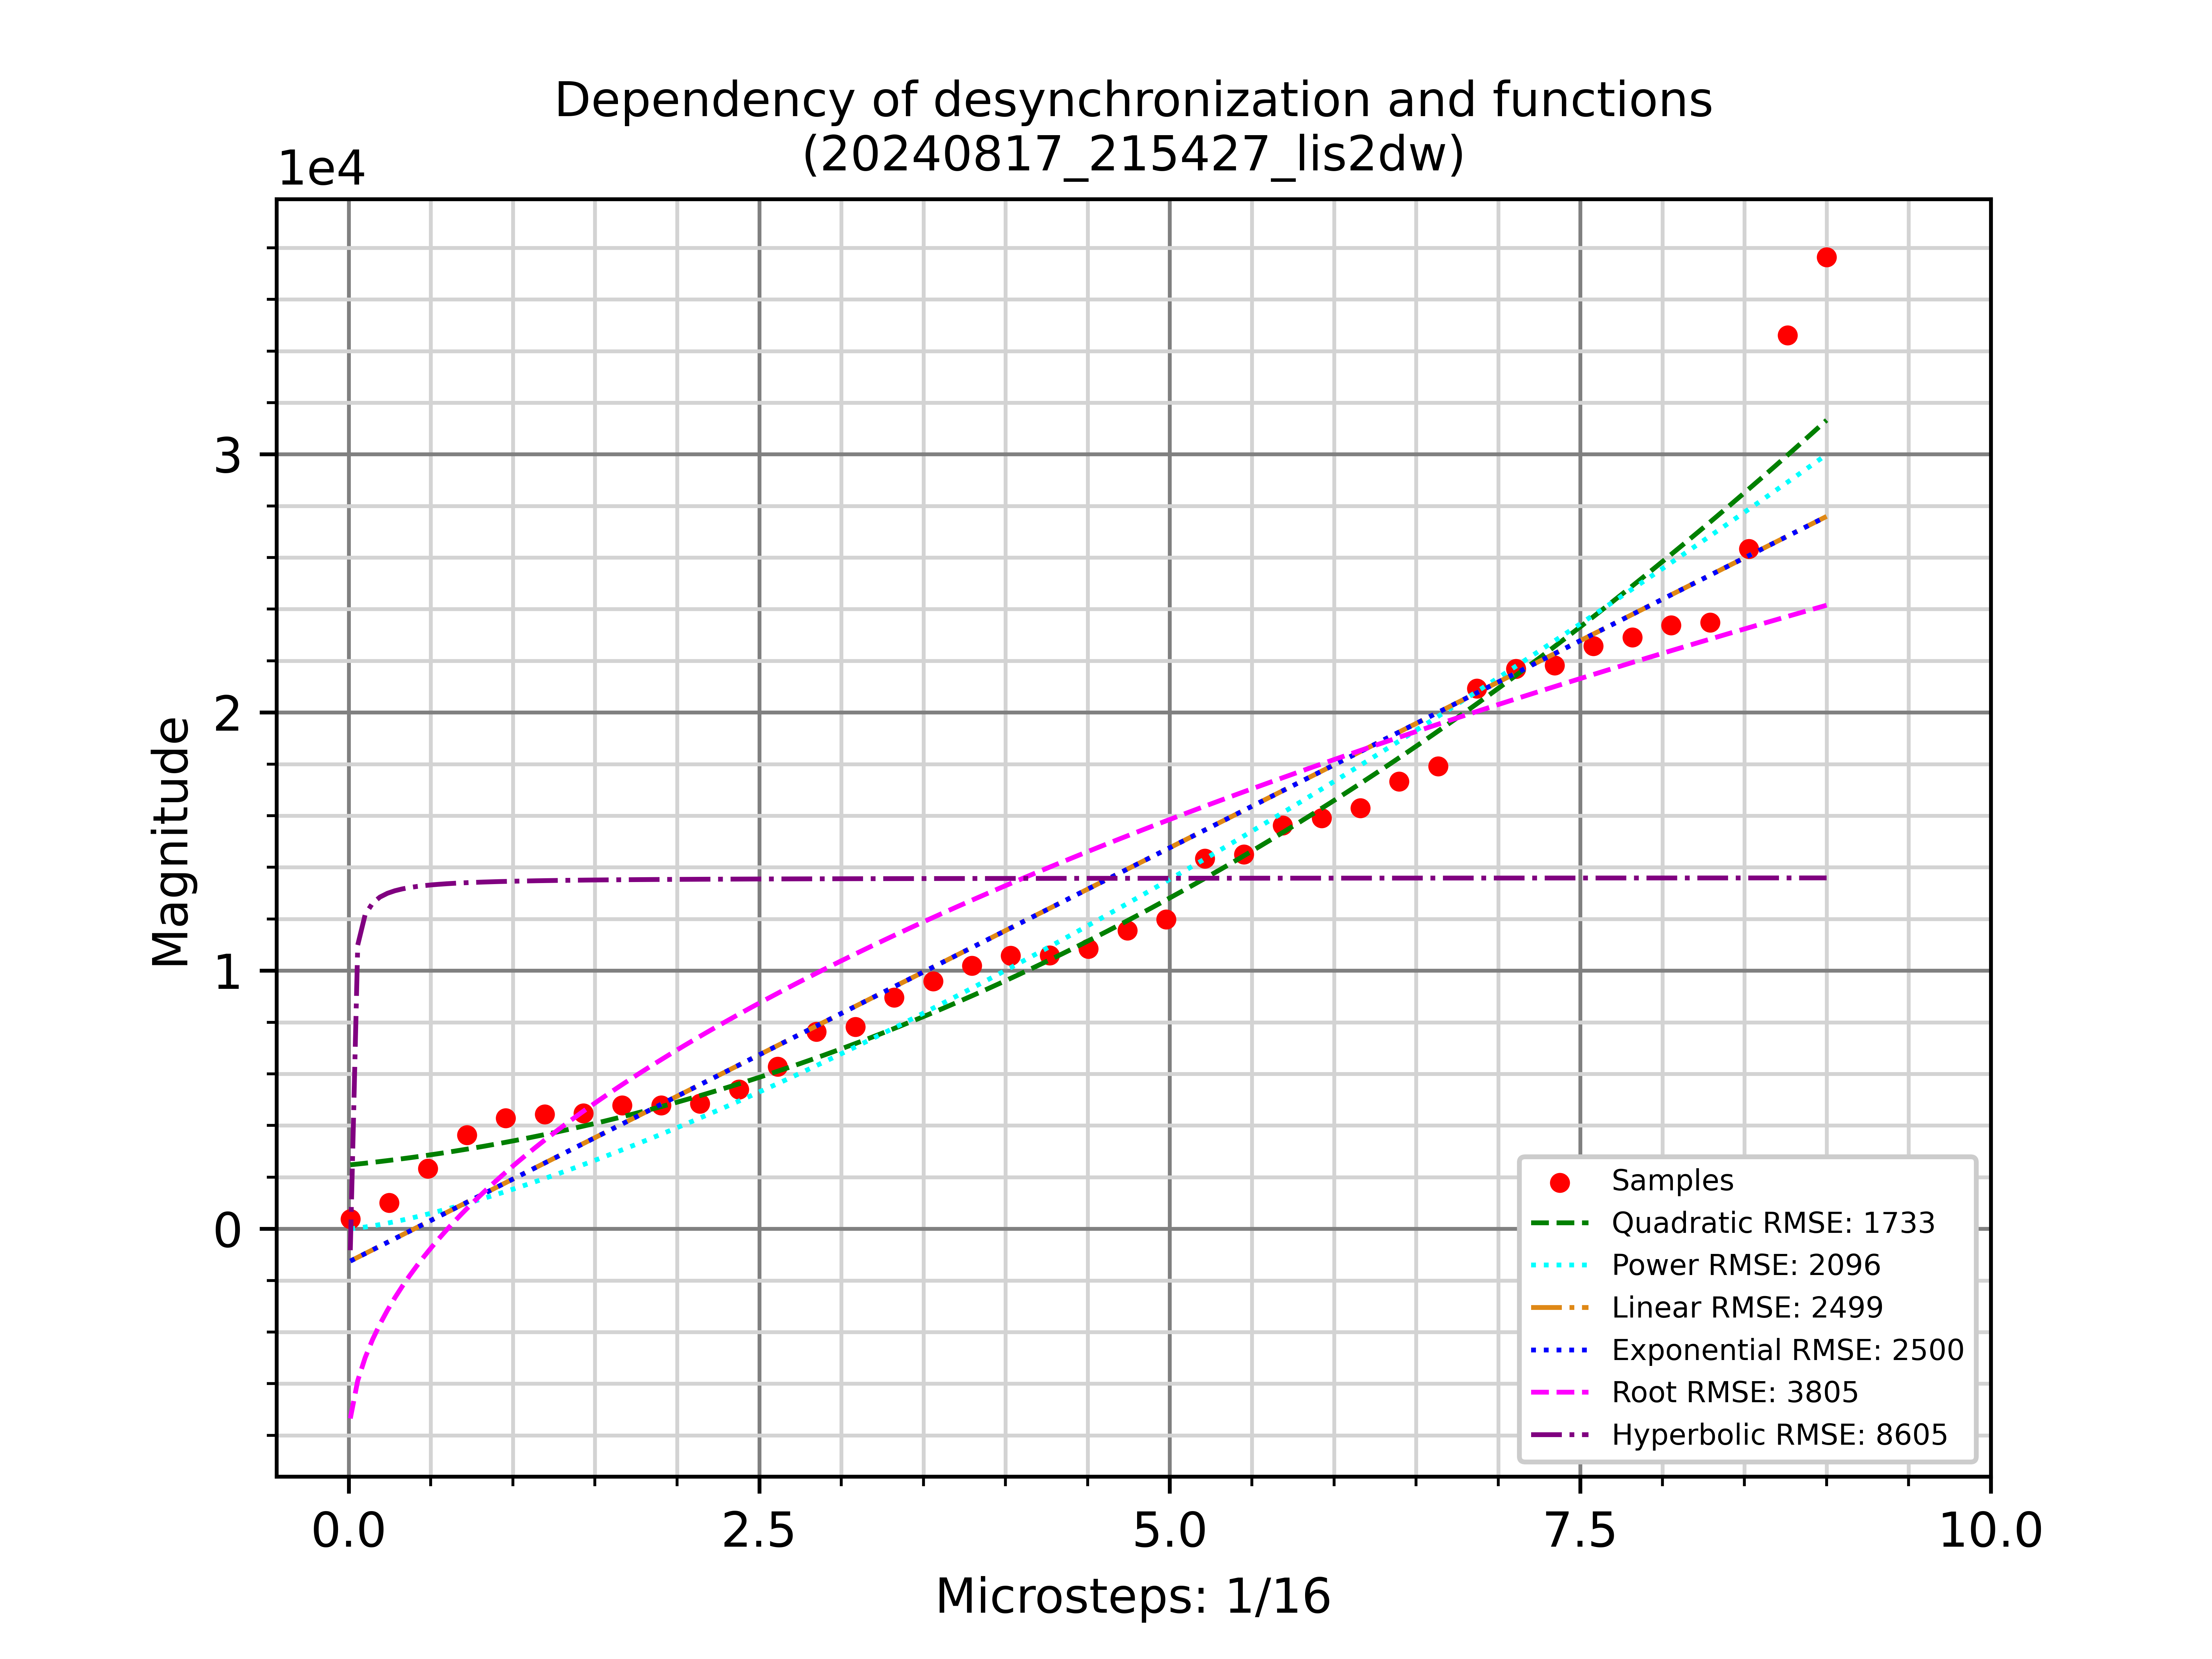 Dependency of desynchronization and functions
(20240817_215427_lis2dw)
1e4
3
2
1
0
Magnitude
Samples
Quadratic RMSE: 1733
Power RMSE: 2096
Linear RMSE: 2499
Exponential RMSE: 2500
Root RMSE: 3805
Hyperbolic RMSE: 8605
0.0 2.5 5.0 7.5 10.0
Microsteps: 1/16